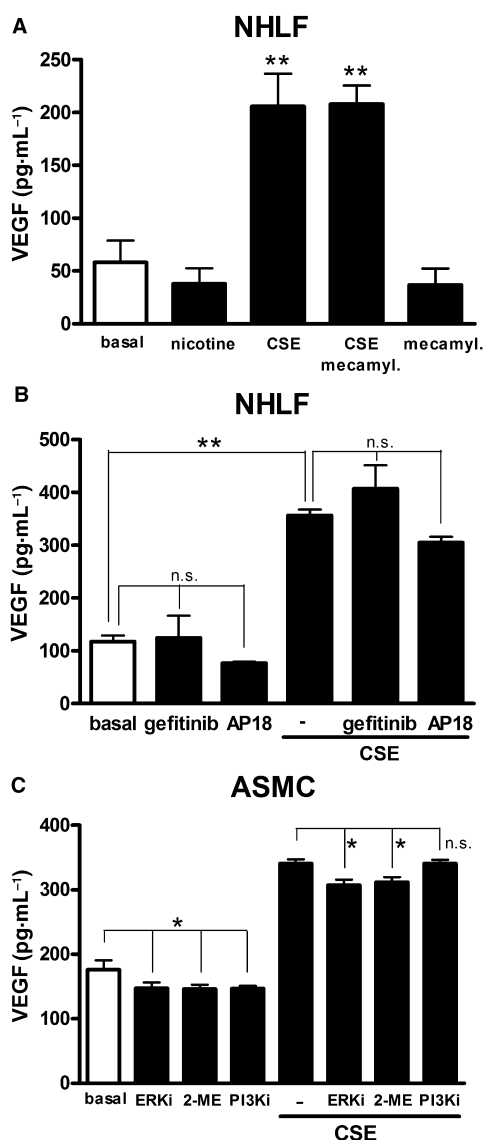 A
NHLF
VEGF (pg·mL⁻¹)
250
200
150
100
50
0
**
**
basal nicotine CSE CSE mecamyl. mecamyl.
B
NHLF
VEGF (pg·mL⁻¹)
500
400
300
200
100
0
**
n.s.
n.s.
basal gefitinib AP18 - gefitinib AP18
CSE
C
ASMC
VEGF (pg·mL⁻¹)
400
300
200
100
0
*
* * n.s.
basal ERKi 2-ME PI3Ki – ERKi 2-ME PI3Ki
CSE